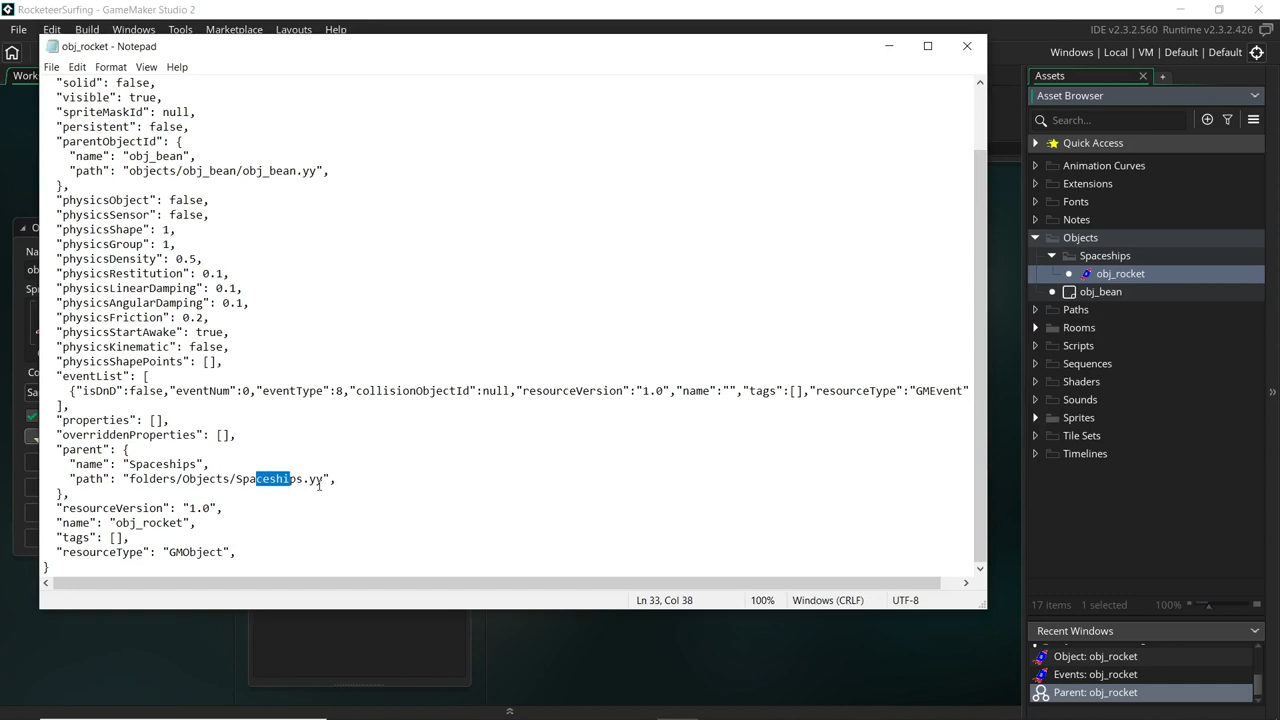 RocketeerSurfing - GameMaker Studio 2
File Edit Build Windows Marketplace Layouts Help
IDE v2.3.2.560 Runtime v2.3.2.426
Windows | Local | VM | Default | Default
obj_rocket - Notepad
File Edit Format View Help
"solid": false,
"visible": true,
"spriteMaskId": null,
"persistent": false,
"parentObjectId": {
"name": "obj_bean",
"path": "objects/obj_bean/obj_bean.yy",
},
"physicsObject": false,
"physicsSensor": false,
"physicsShape": 1,
"physicsGroup": 1,
"physicsDensity": 0.5,
"physicsRestitution": 0.1,
"physicsLinearDamping": 0.1,
"physicsAngularDamping": 0.1,
"physicsFriction": 0.2,
"physicsStartAwake": true,
"physicsKinematic": false,
"physicsShapePoints": [],
"eventList": [
{"isDnD":false,"eventNum":0,"eventType":8,"collisionObjectId":null,"resourceVersion":"1.0","name":"","tags":[],"resourceType":"GMEvent"
],
"properties": [],
"overriddenProperties": [],
"parent": {
"name": "Spaceships",
"path": "folders/Objects/Spaceships.yy",
},
"resourceVersion": "1.0",
"name": "obj_rocket",
"tags": [],
"resourceType": "GMObject",
}
Ln 33, Col 38 100% Windows (CRLF) UTF-8
Assets
Asset Browser
Search...
Quick Access
Animation Curves
Extensions
Fonts
Notes
Objects
Spaceships
obj_rocket
obj_bean
Paths
Rooms
Scripts
Sequences
Shaders
Sounds
Sprites
Tile Sets
Timelines
17 items 1 selected 100%
Recent Windows
Object: obj_rocket
Events: obj_rocket
Parent: obj_rocket